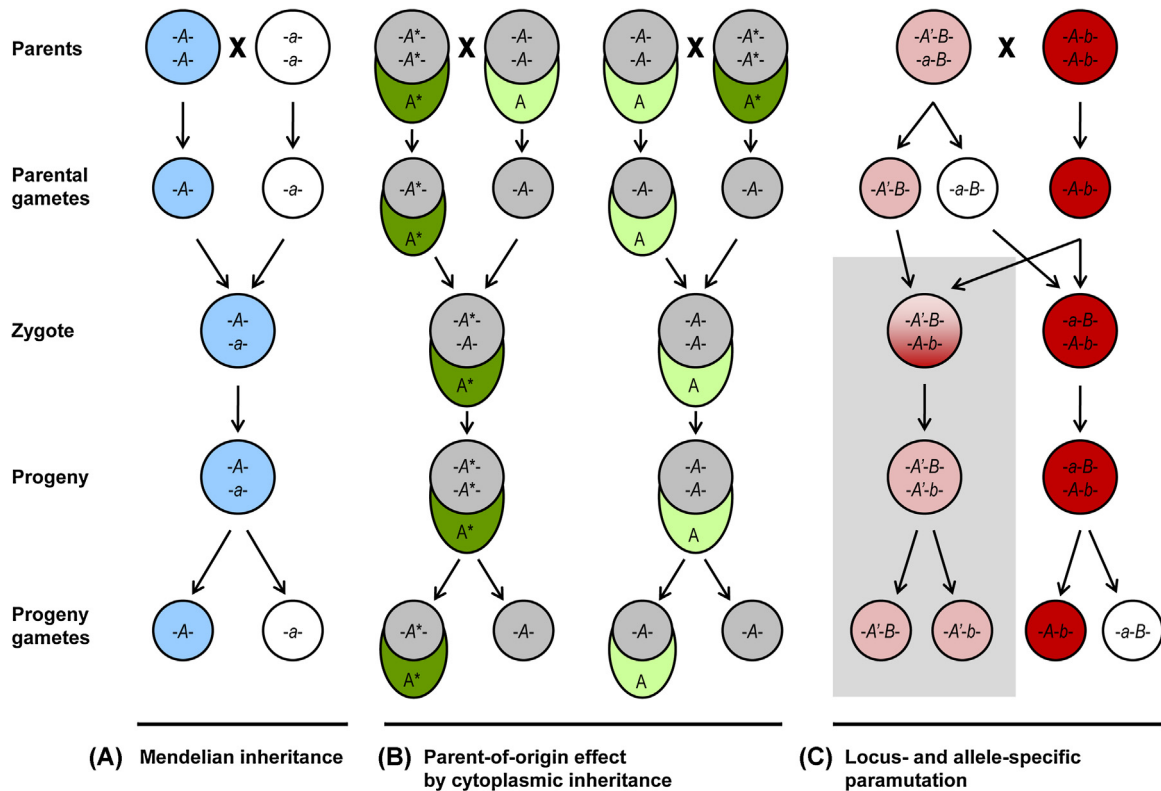 Parents
-A-
-A-
X
-a-
-a-
-A*-
-A*-
A*
X
-A-
-A-
A
-A-
-A-
A
X
-A*-
-A*-
A*
-A'-B-
-a-B-
X
-A-b-
-A-b-
Parental
gametes
-A-
-a-
-A*-
A*
-A-
-A-
A
-A-
-A'-B-
-a-B-
-A-b-
Zygote
-A-
-a-
-A*-
-A-
A*
-A-
-A-
A
-A'-B-
-A-b-
-a-B-
-A-b-
Progeny
-A-
-a-
-A*-
-A*-
A*
-A-
-A-
A
-A'-B-
-A'-b-
-a-B-
-A-b-
Progeny
gametes
-A-
-a-
-A*-
A*
-A-
-A-
A
-A-
-A'-B-
-A'-b-
-A-b-
-a-B-
(A) Mendelian inheritance
(B) Parent-of-origin effect
by cytoplasmic inheritance
(C) Locus- and allele-specific
paramutation